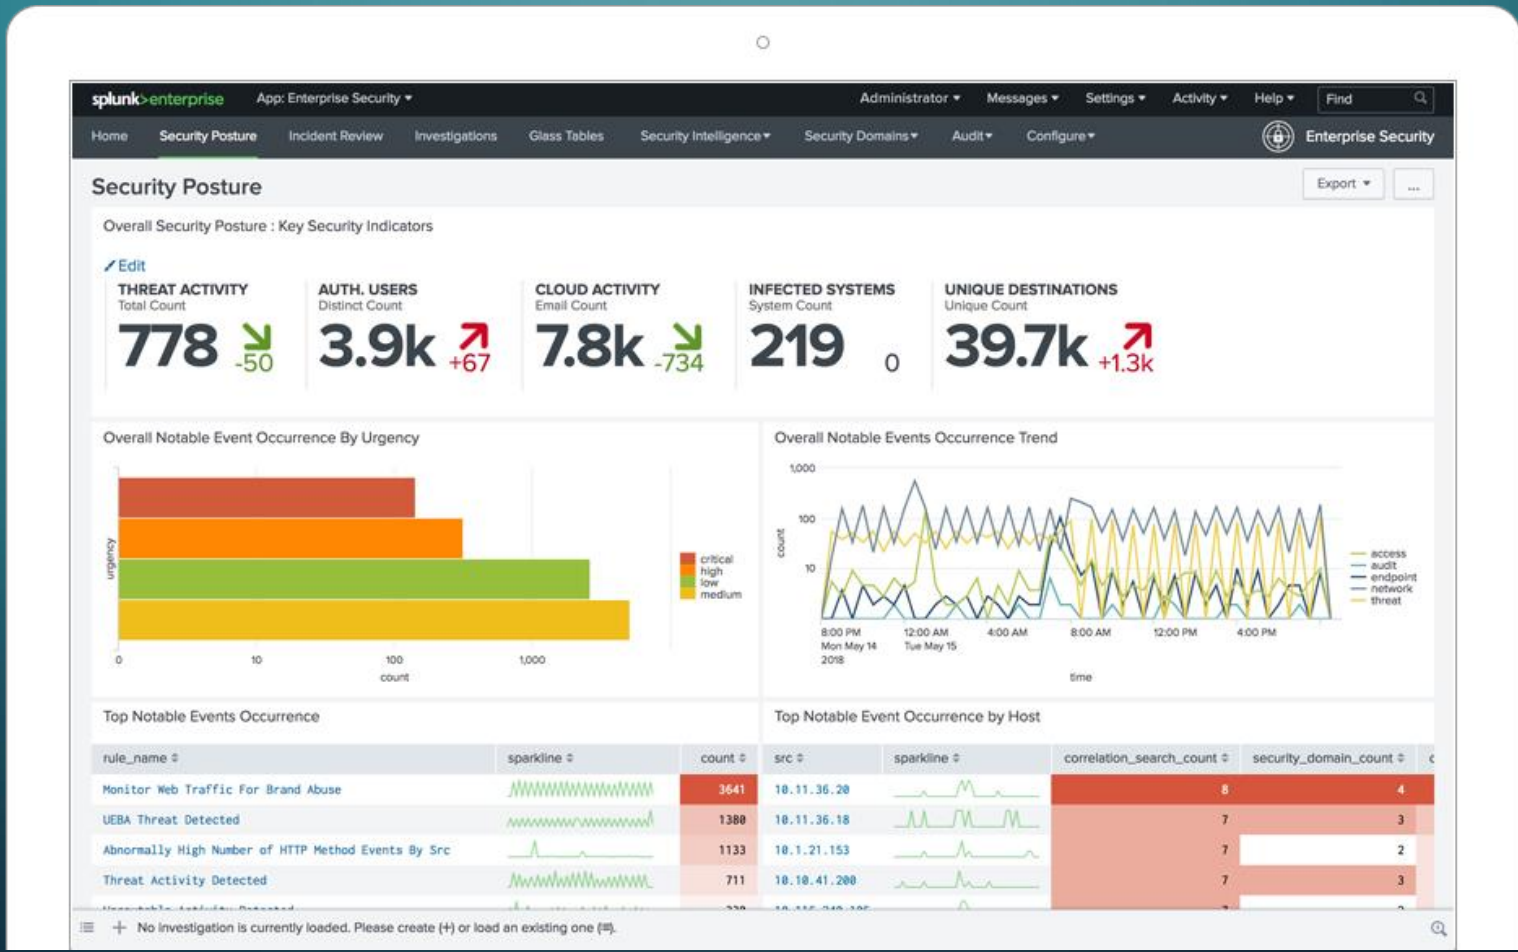 splunk>enterprise App: Enterprise Security Administrator Messages Settings Activity Help Find
Home Security Posture Incident Review Investigations Glass Tables Security Intelligence Security Domains Audit Configure Enterprise Security
Security Posture
Export ...
Overall Security Posture : Key Security Indicators
Edit
THREAT ACTIVITY
Total Count
778 -50
AUTH. USERS
Distinct Count
3.9k +67
CLOUD ACTIVITY
Email Count
7.8k -734
INFECTED SYSTEMS
System Count
219 0
UNIQUE DESTINATIONS
Unique Count
39.7k +1.3k
Overall Notable Event Occurrence By Urgency
urgency
critical
high
low
medium
0 10 100 1,000
count
Overall Notable Events Occurrence Trend
1,000
100
10
count
access
audit
endpoint
network
threat
8:00 PM 12:00 AM 4:00 AM 8:00 AM 12:00 PM 4:00 PM
Mon May 14 Tue May 15
2018
time
Top Notable Events Occurrence
rule_name sparkline count
Monitor Web Traffic For Brand Abuse 3641
UEBA Threat Detected 1380
Abnormally High Number of HTTP Method Events By Src 1133
Threat Activity Detected 711
Top Notable Event Occurrence by Host
src sparkline correlation_search_count security_domain_count
10.11.36.20 8 4
10.11.36.18 7 3
10.1.21.153 7 2
10.10.41.200 7 3
No investigation is currently loaded. Please create (+) or load an existing one (≡).